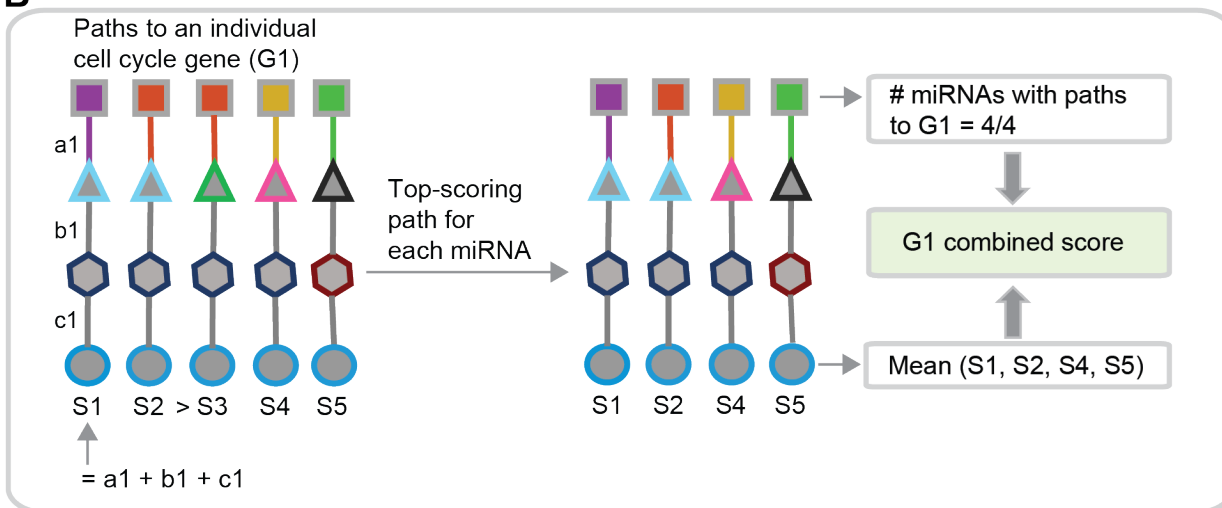 B
Paths to an individual
cell cycle gene (G1)
a1
b1
c1
S1 S2 > S3 S4 S5
= a1 + b1 + c1
Top-scoring
path for
each miRNA
S1 S2 S4 S5
# miRNAs with paths
to G1 = 4/4
G1 combined score
Mean (S1, S2, S4, S5)